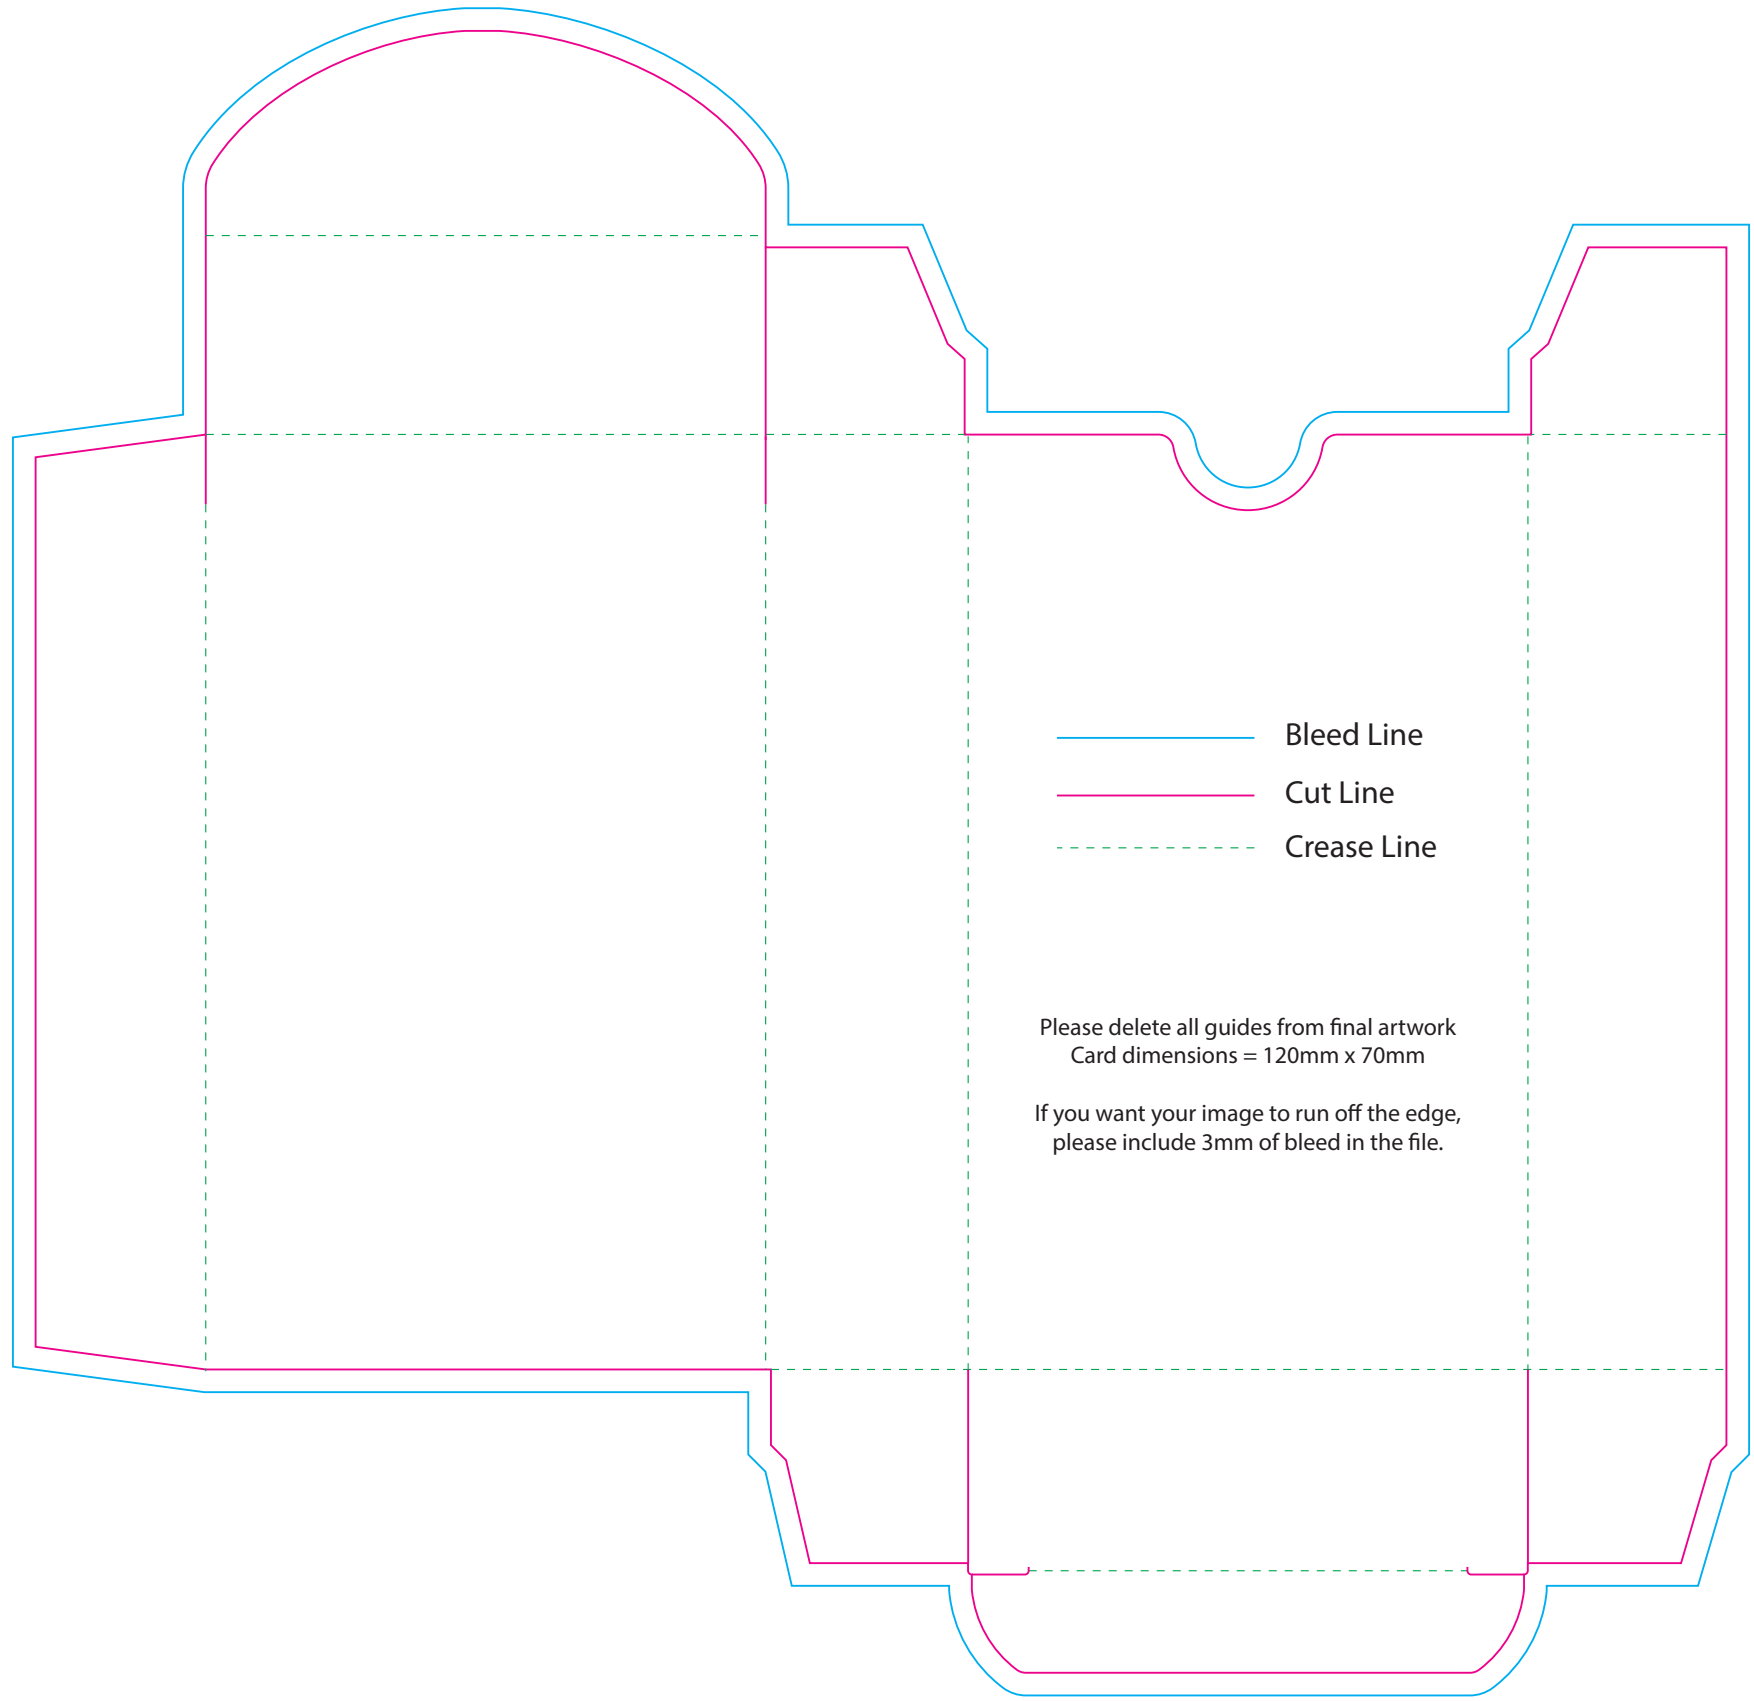 Bleed Line
Cut Line
Crease Line
Please delete all guides from final artwork
Card dimensions = 120mm x 70mm
If you want your image to run off the edge,
please include 3mm of bleed in the file.